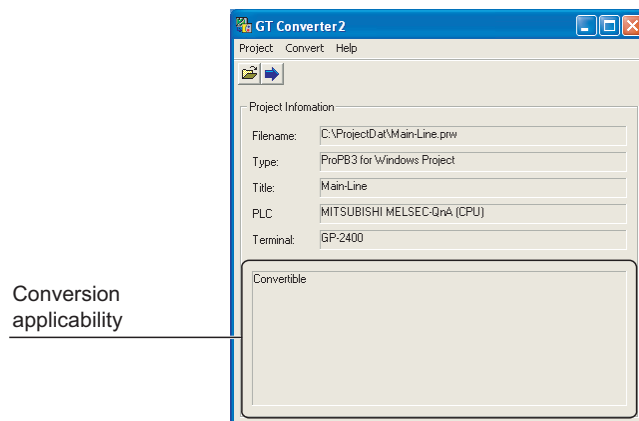 GT Converter2
Project Convert Help
Project Infomation
Filename: C:\ProjectDat\Main-Line.prw
Type: ProPB3 for Windows Project
Title: Main-Line
PLC MITSUBISHI MELSEC-QnA (CPU)
Terminal: GP-2400
Convertible
Conversion
applicability